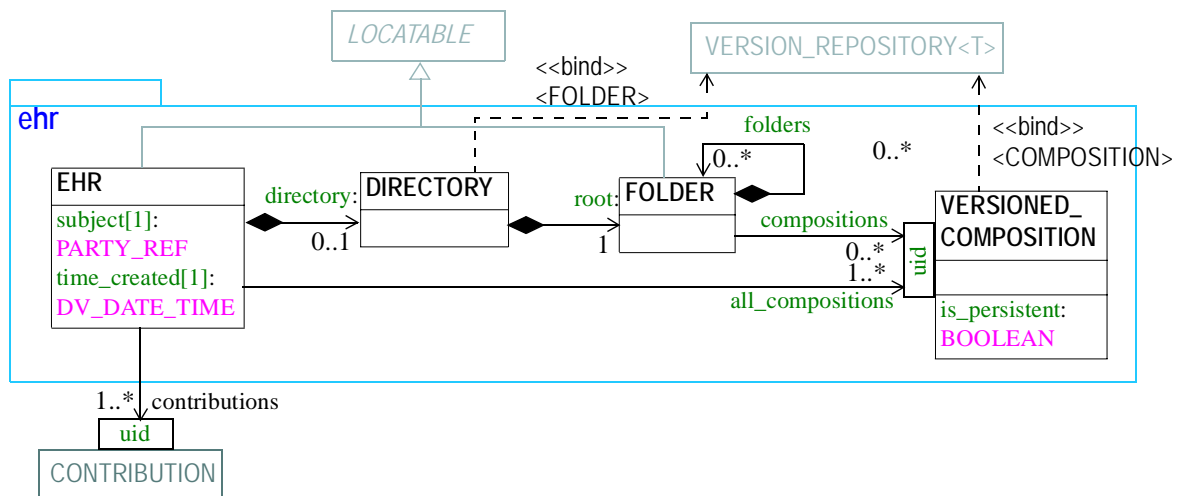 LOCATABLE
VERSION_REPOSITORY<T>
<<bind>>
<FOLDER>
ehr
folders
<<bind>>
<COMPOSITION>
0..*
0..*
EHR
subject[1]:
PARTY_REF
time_created[1]:
DV_DATE_TIME
directory:
0..1
DIRECTORY
root:
1
FOLDER
compositions
0..*
1..*
all_compositions
uid
VERSIONED_
COMPOSITION
is_persistent:
BOOLEAN
1..* contributions
uid
CONTRIBUTION